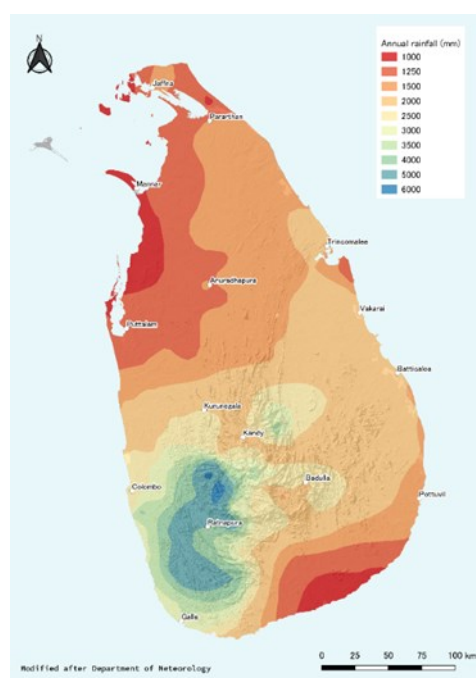 N
Annual rainfall (mm)
1000
1250
1500
2000
2500
3000
3500
4000
5000
6000
Jaffna
Paranthan
Mannar
Trincomalee
Anuradhapura
Vakarai
Puttalam
Batticaloa
Kurunegala
Kandy
Badulla
Colombo
Pottuvil
Ratnapura
Galle
0 25 50 75 100 km
Modified after Department of Meteorology